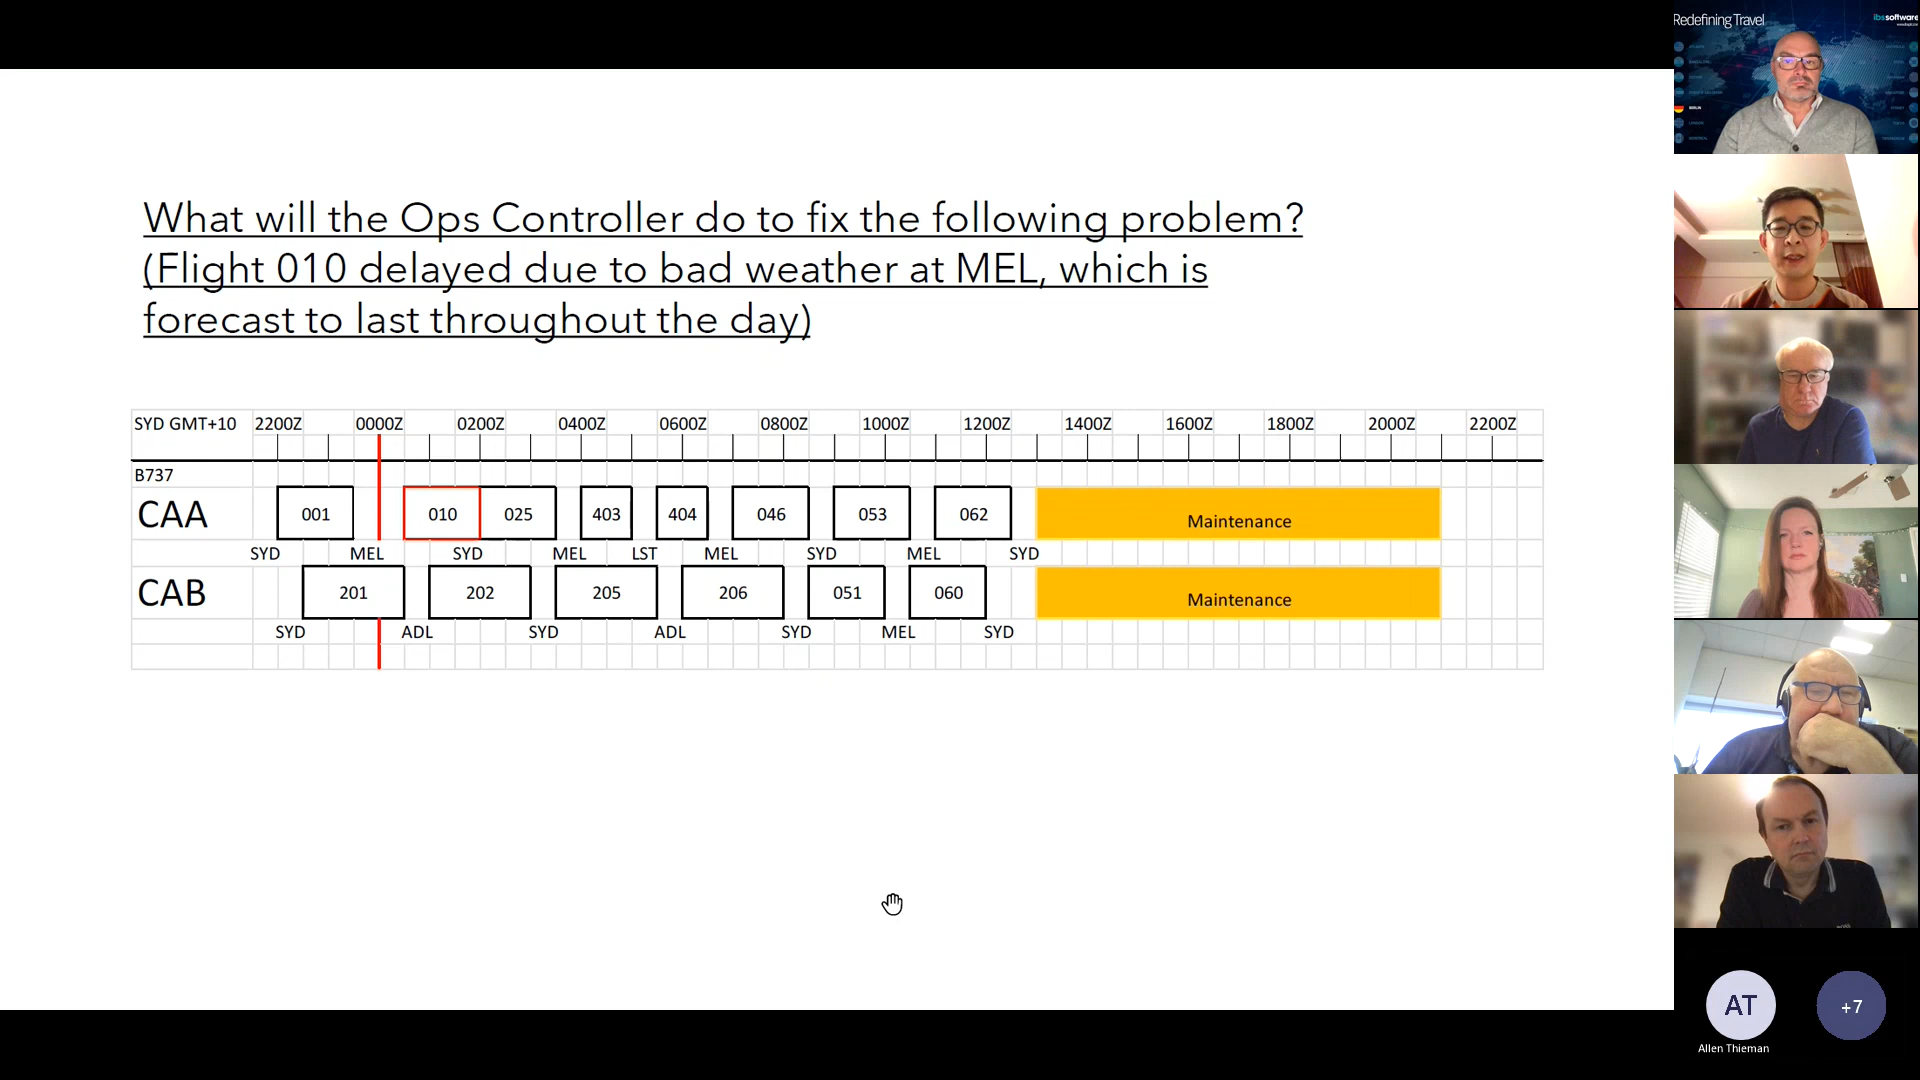 Redefining Travel
ibssoftware
BERLIN
What will the Ops Controller do to fix the following problem?
(Flight 010 delayed due to bad weather at MEL, which is
forecast to last throughout the day)
SYD GMT+10 2200Z 0000Z 0200Z 0400Z 0600Z 0800Z 1000Z 1200Z 1400Z 1600Z 1800Z 2000Z 2200Z
B737
CAA 001 010 025 403 404 046 053 062 Maintenance
SYD MEL SYD MEL LST MEL SYD MEL SYD
CAB 201 202 205 206 051 060 Maintenance
SYD ADL SYD ADL SYD MEL SYD
AT
+7
Allen Thieman